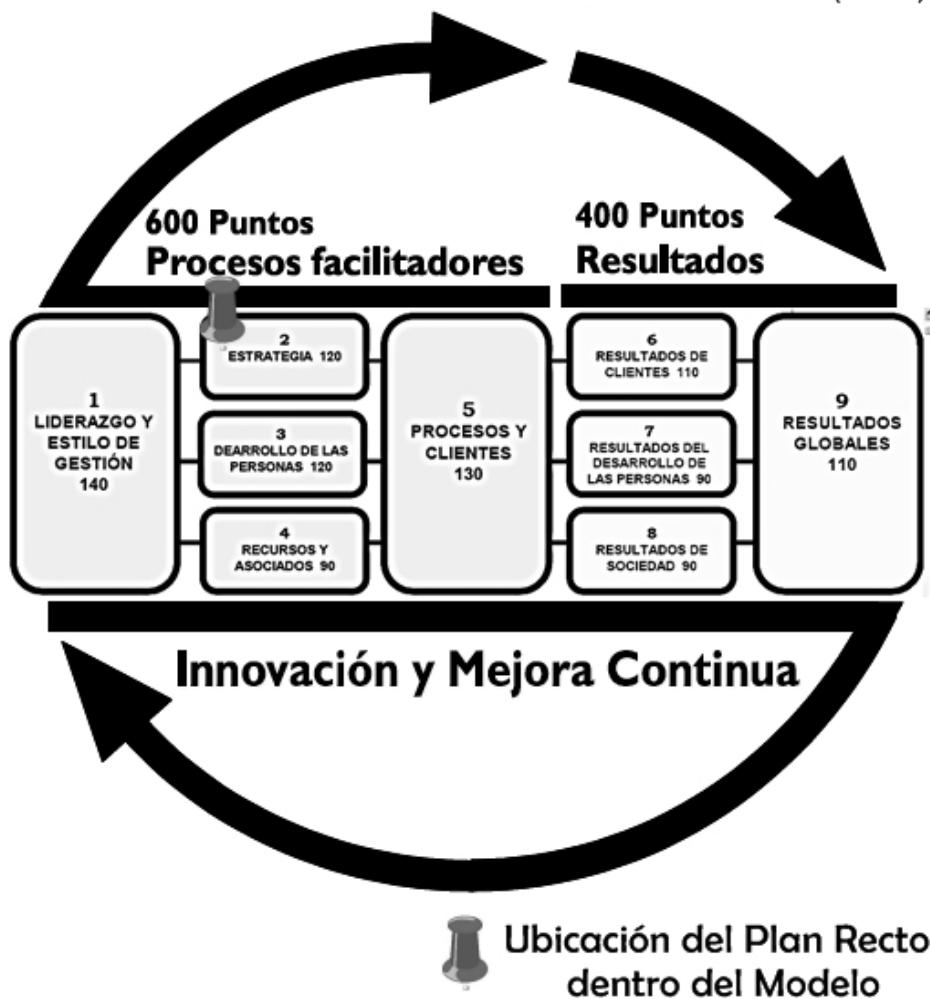 600 Puntos
Procesos facilitadores
400 Puntos
Resultados
1
LIDERAZGO Y
ESTILO DE
GESTIÓN
140
2
ESTRATEGIA 120
3
DEARROLLO DE LAS
PERSONAS 120
4
RECURSOS Y
ASOCIADOS 90
5
PROCESOS Y
CLIENTES
130
6
RESULTADOS DE
CLIENTES 110
7
RESULTADOS DEL
DESARROLLO DE
LAS PERSONAS 90
8
RESULTADOS DE
SOCIEDAD 90
9
RESULTADOS
GLOBALES
110
Innovación y Mejora Continua
Ubicación del Plan Recto
dentro del Modelo